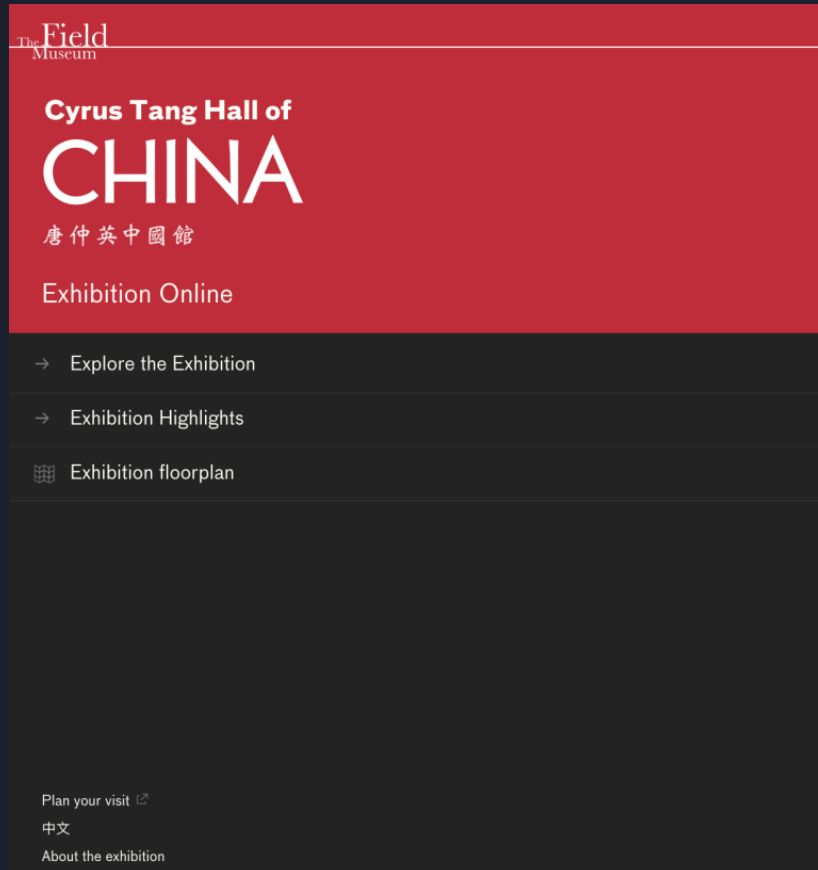 The Field
Museum
Cyrus Tang Hall of
CHINA
唐仲英中國館
Exhibition Online
Explore the Exhibition
Exhibition Highlights
Exhibition floorplan
Plan your visit
中文
About the exhibition